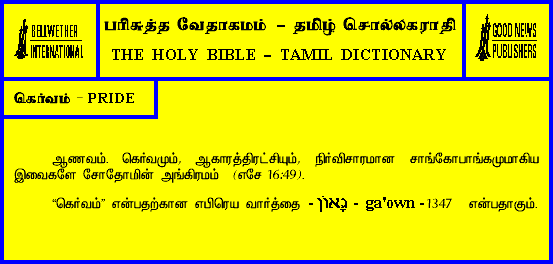 BELLWETHER
INTERNATIONAL
பரிசுத்த வேதாகமம் – தமிழ் சொல்லகராதி
THE HOLY BIBLE – TAMIL DICTIONARY
GOOD NEWS
PUBLISHERS
கெர்வம் - PRIDE
ஆணவம். கெர்வமும், ஆகாரத்திரட்சியும், நிர்விசாரமான சாங்கோபாங்கமுமாகிய
இவைகளே சோதோமின் அக்கிரமம் (எசே 16:49).
“கெர்வம்” என்பதற்கான எபிரெய வார்த்தை - גָּאוֹן - ga'own -1347 என்பதாகும்.